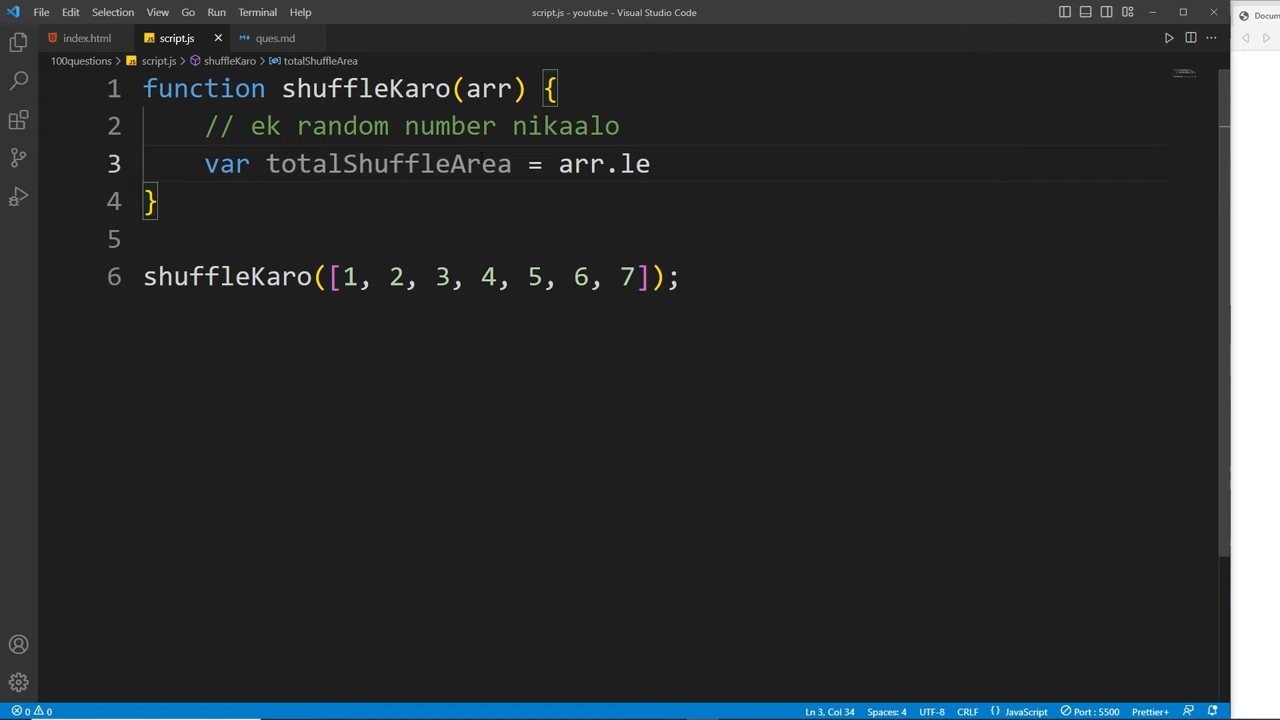 File Edit Selection View Go Run Terminal Help script.js - youtube - Visual Studio Code
index.html script.js ques.md
100questions > script.js > shuffleKaro > totalShuffleArea
1 function shuffleKaro(arr) {
2 // ek random number nikaalo
3 var totalShuffleArea = arr.le
4 }
5
6 shuffleKaro([1, 2, 3, 4, 5, 6, 7]);
0 0 Ln 3, Col 34 Spaces: 4 UTF-8 CRLF {} JavaScript Port : 5500 Prettier+
Docum